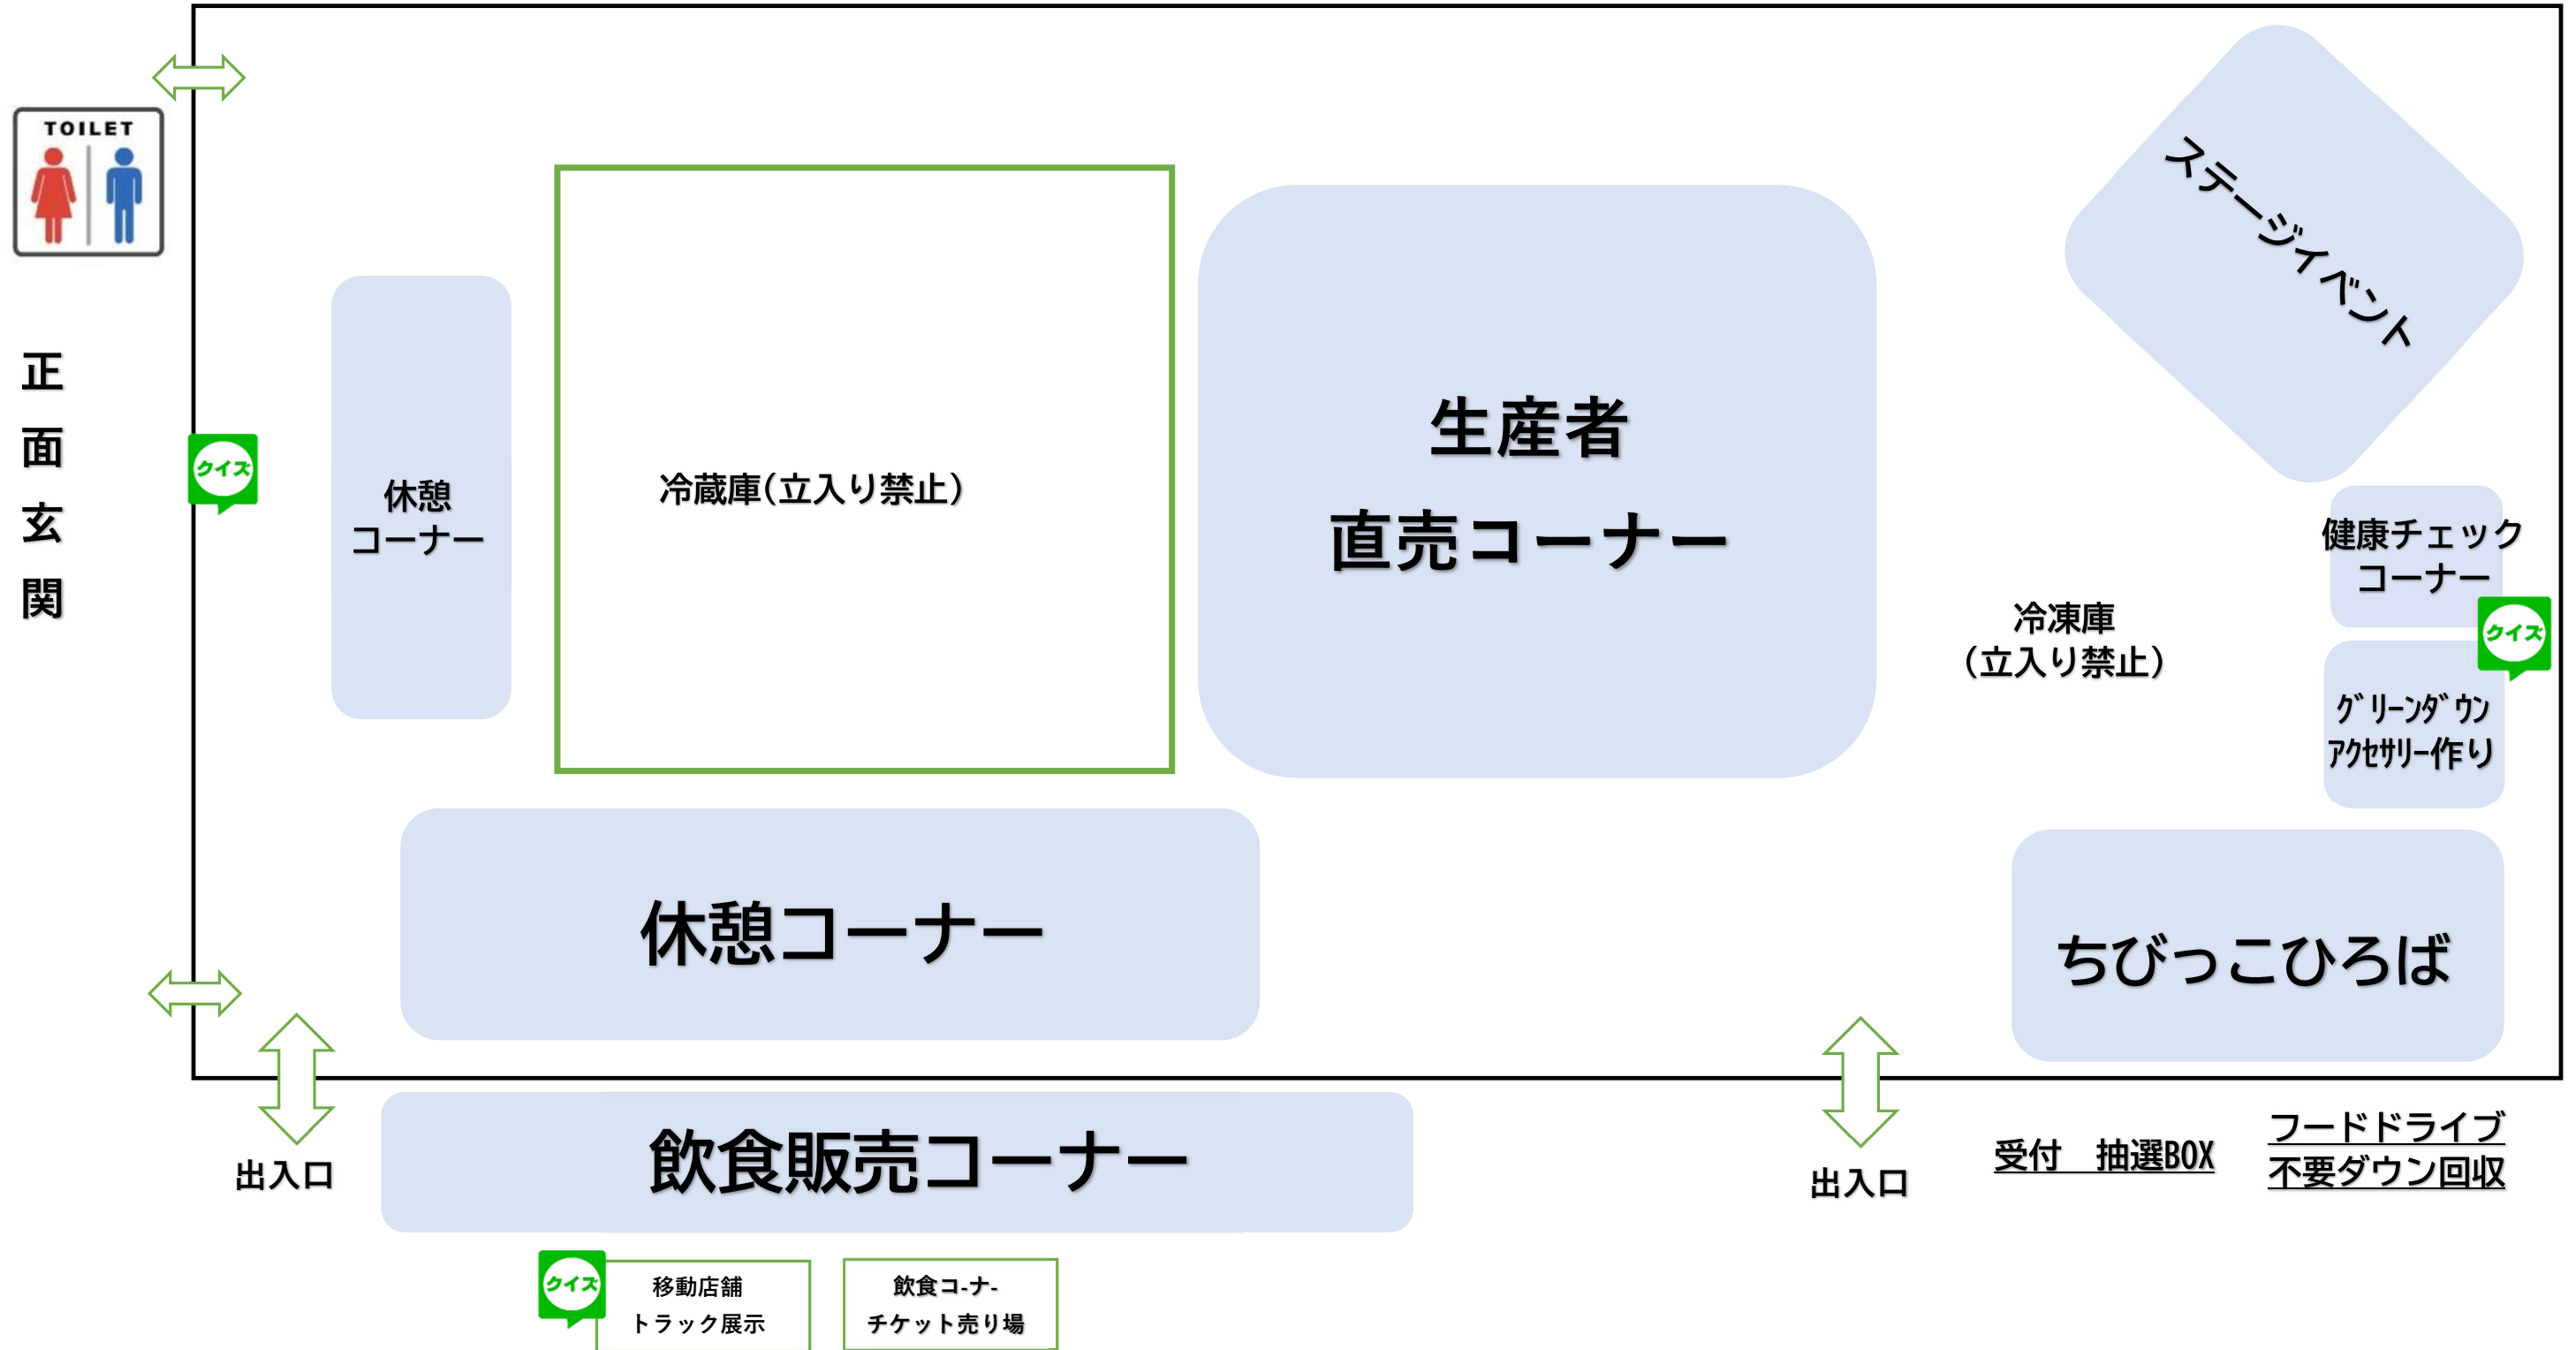 TOILET
正
面
玄
関
クイズ
休憩
コーナー
冷蔵庫(立入り禁止)
生産者
直売コーナー
ステージイベント
冷凍庫
(立入り禁止)
健康チェック
コーナー
クイズ
ｸﾞﾘｰﾝﾀﾞｳﾝ
ｱｸｾｻﾘｰ作り
休憩コーナー
ちびっこひろば
出入口
飲食販売コーナー
出入口
受付　抽選BOX
フードドライブ
不要ダウン回収
クイズ
移動店舗
トラック展示
飲食コ-ナ-
チケット売り場